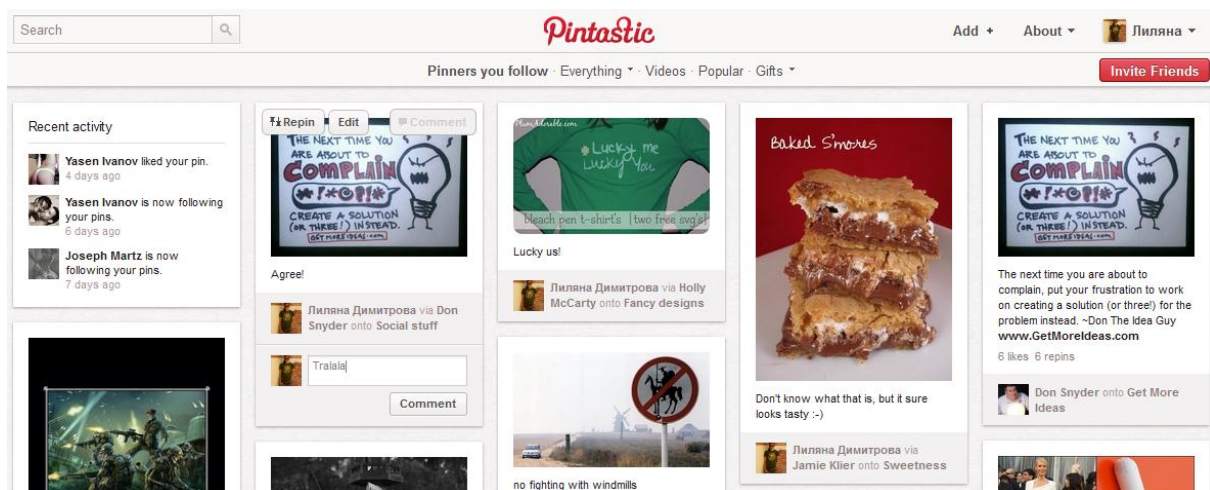 Search
Pintastic
Add +
About
Лиляна
Pinners you follow · Everything · Videos · Popular · Gifts
Invite Friends
Recent activity
Yasen Ivanov liked your pin.
4 days ago
Yasen Ivanov is now following
your pins.
6 days ago
Joseph Martz is now
following your pins.
7 days ago
Repin
Edit
Comment
THE NEXT TIME YOU
ARE ABOUT TO
COMPLAIN
*!*@?!*
CREATE A SOLUTION
(OR THREE!) INSTEAD.
GETMOREIDEAS.com
Agree!
Лиляна Димитрова via Don
Snyder onto Social stuff
Tralala
Comment
PlumAdorable.com
Lucky me
Lucky You
bleach pen t-shirt's | two free svg's
Lucky us!
Лиляна Димитрова via Holly
McCarty onto Fancy designs
no fighting with windmills
Baked S'mores
Don't know what that is, but it sure
looks tasty :-)
Лиляна Димитрова via
Jamie Klier onto Sweetness
THE NEXT TIME YOU
ARE ABOUT TO
COMPLAIN
*!*@?!*
CREATE A SOLUTION
(OR THREE!) INSTEAD.
GETMOREIDEAS.com
The next time you are about to
complain, put your frustration to work
on creating a solution (or three!) for the
problem instead. ~Don The Idea Guy
www.GetMoreIdeas.com
6 likes 6 repins
Don Snyder onto Get More
Ideas